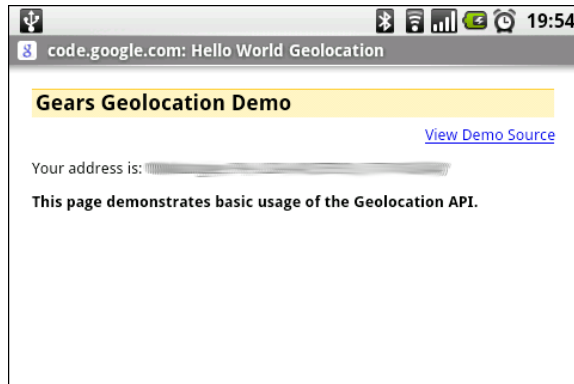 19:54
code.google.com: Hello World Geolocation
Gears Geolocation Demo
View Demo Source
Your address is:
This page demonstrates basic usage of the Geolocation API.